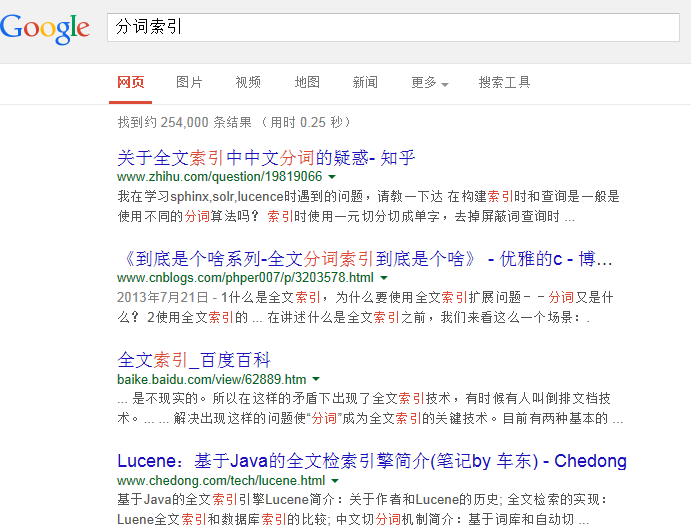 Google
分词索引
网页 图片 视频 地图 新闻 更多 搜索工具
找到约 254,000 条结果 （用时 0.25 秒）
关于全文索引中中文分词的疑惑- 知乎
www.zhihu.com/question/19819066
我在学习sphinx,solr,lucence时遇到的问题，请教一下达 在构建索引时和查询是一般是
使用不同的分词算法吗？ 索引时使用一元切分切成单字，去掉屏蔽词查询时 ...
《到底是个啥系列-全文分词索引到底是个啥》 - 优雅的c - 博...
www.cnblogs.com/phper007/p/3203578.html
2013年7月21日 - 1什么是全文索引，为什么要使用全文索引扩展问题－－分词又是什
么？ 2使用全文索引的 ... 在讲述什么是全文索引之前，我们来看这么一个场景：.
全文索引_百度百科
baike.baidu.com/view/62889.htm
... 是不现实的。所以在这样的矛盾下出现了全文索引技术，有时候有人叫倒排文档技
术。... ... 解决出现这样的问题使“分词”成为全文索引的关键技术。目前有两种基本的 ...
Lucene：基于Java的全文检索引擎简介(笔记by 车东) - Chedong
www.chedong.com/tech/lucene.html
基于Java的全文索引引擎Lucene简介：关于作者和Lucene的历史; 全文检索的实现：
Luene全文索引和数据库索引的比较; 中文切分词机制简介：基于词库和自动切 ...